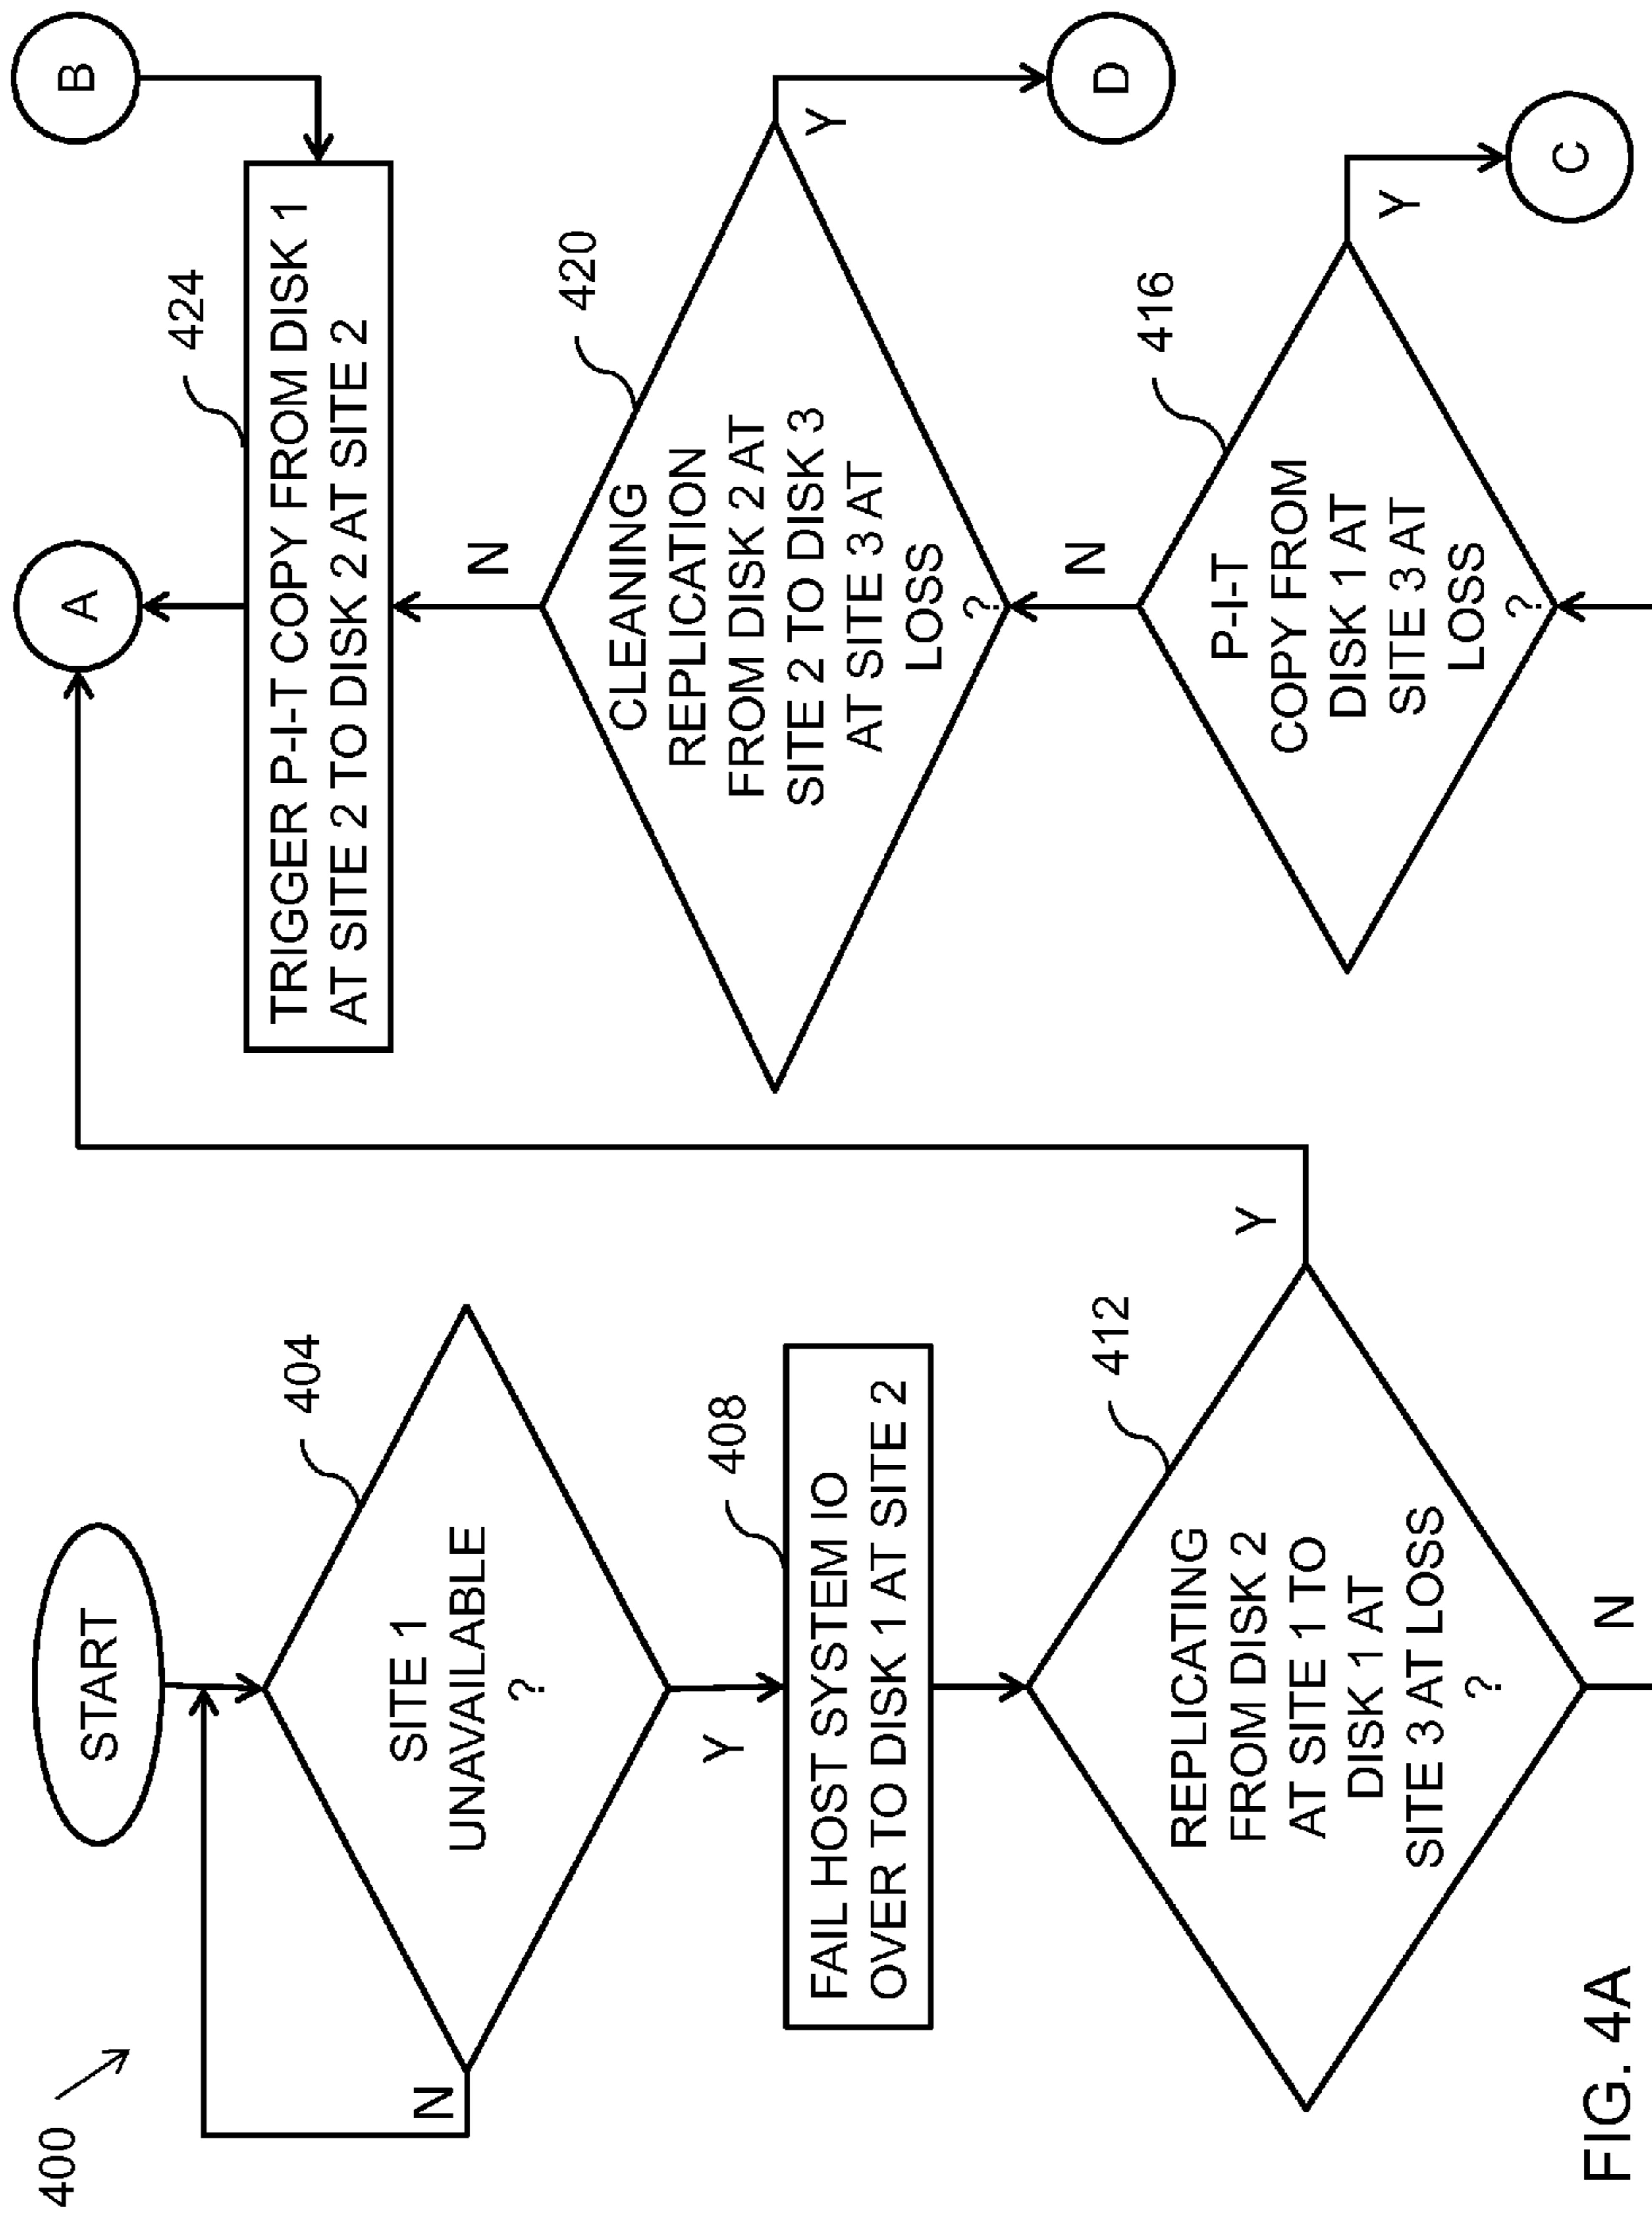 400
START
404
SITE 1
UNAVAILABLE
?
N
Y
408
FAIL HOST SYSTEM IO
OVER TO DISK 1 AT SITE 2
412
REPLICATING
FROM DISK 2
AT SITE 1 TO
DISK 1 AT
SITE 3 AT LOSS
?
Y
N
A
B
424
TRIGGER P-I-T COPY FROM DISK 1
AT SITE 2 TO DISK 2 AT SITE 2
N
420
CLEANING
REPLICATION
FROM DISK 2 AT
SITE 2 TO DISK 3
AT SITE 3 AT
LOSS
?
Y
D
N
416
P-I-T
COPY FROM
DISK 1 AT
SITE 3 AT
LOSS
?
Y
C
FIG. 4A